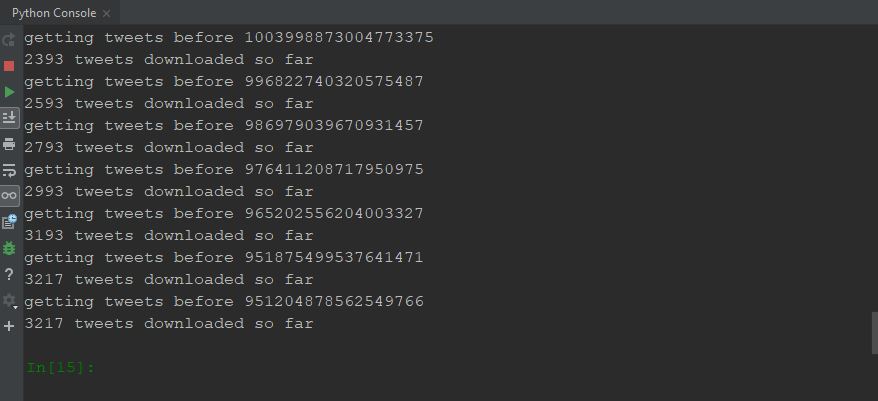 Python Console
getting tweets before 1003998873004773375
2393 tweets downloaded so far
getting tweets before 996822740320575487
2593 tweets downloaded so far
getting tweets before 986979039670931457
2793 tweets downloaded so far
getting tweets before 976411208717950975
2993 tweets downloaded so far
getting tweets before 965202556204003327
3193 tweets downloaded so far
getting tweets before 951875499537641471
3217 tweets downloaded so far
getting tweets before 951204878562549766
3217 tweets downloaded so far
In[15]: